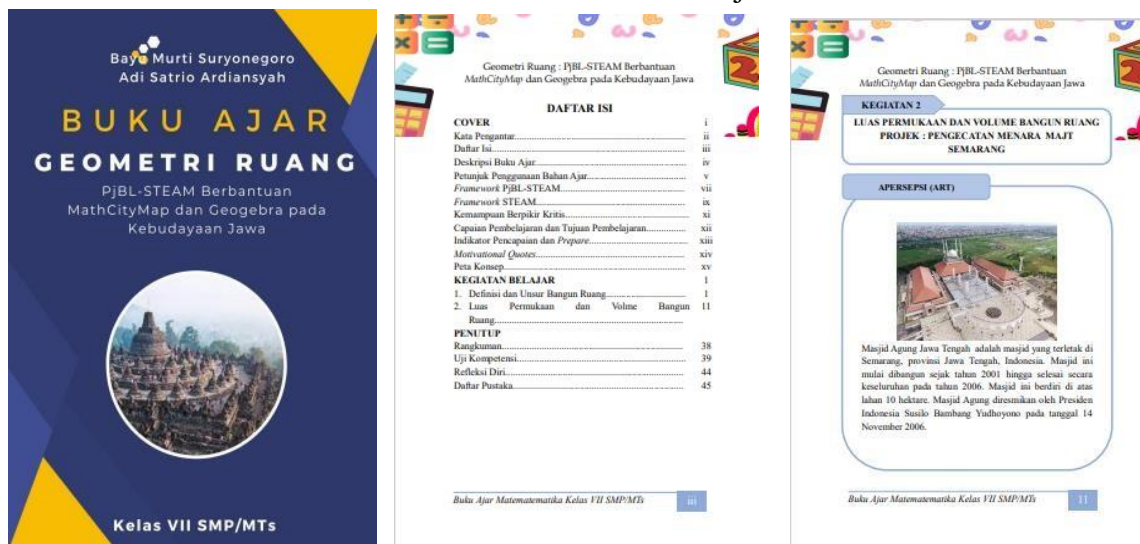 Bayu Murti Suryonegoro
Adi Satrio Ardiansyah
BUKU AJAR
GEOMETRI RUANG
PjBL-STEAM Berbantuan
MathCityMap dan Geogebra pada
Kebudayaan Jawa
Kelas VII SMP/MTs
Geometri Ruang : PjBL-STEAM Berbantuan
MathCityMap dan Geogebra pada Kebudayaan Jawa
DAFTAR ISI
COVER i
Kata Pengantar ii
Daftar Isi iii
Deskripsi Buku Ajar iv
Petunjuk Penggunaan Bahan Ajar v
Framework PjBL-STEAM vii
Framework STEAM ix
Kemampuan Berpikir Kritis xi
Capaian Pembelajaran dan Tujuan Pembelajaran xii
Indikator Pencapaian dan Prepare xiii
Motivational Quotes xiv
Peta Konsep xv
KEGIATAN BELAJAR 1
1. Definisi dan Unsur Bangun Ruang 1
2. Luas Permukaan dan Volme Bangun 11
Ruang
PENUTUP
Rangkuman 38
Uji Kompetensi 39
Refleksi Diri 44
Daftar Pustaka 45
Buku Ajar Matematematika Kelas VII SMP/MTs iii
Geometri Ruang : PjBL-STEAM Berbantuan
MathCityMap dan Geogebra pada Kebudayaan Jawa
KEGIATAN 2
LUAS PERMUKAAN DAN VOLUME BANGUN RUANG
PROJEK : PENGECATAN MENARA MAJT
SEMARANG
APERSEPSI (ART)
Masjid Agung Jawa Tengah adalah masjid yang terletak di
Semarang, provinsi Jawa Tengah, Indonesia. Masjid ini
mulai dibangun sejak tahun 2001 hingga selesai secara
keseluruhan pada tahun 2006. Masjid ini berdiri di atas
lahan 10 hektare. Masjid Agung diresmikan oleh Presiden
Indonesia Susilo Bambang Yudhoyono pada tanggal 14
November 2006.
Buku Ajar Matematematika Kelas VII SMP/MTs 11